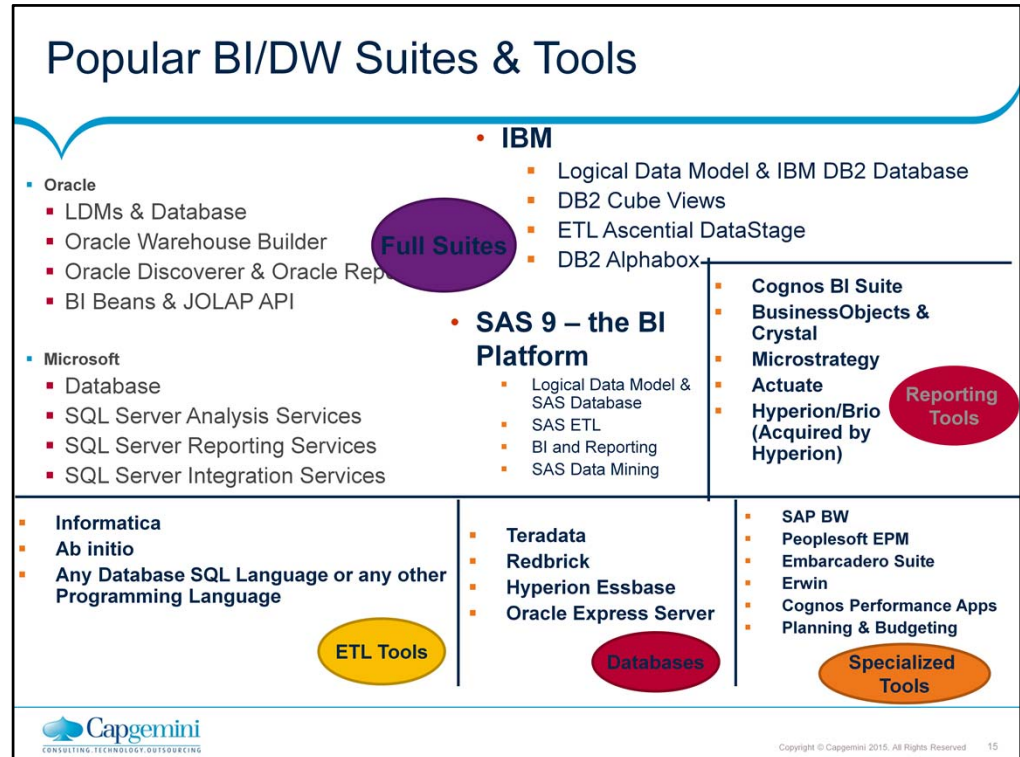 Popular BI/DW Suites & Tools
Oracle
LDMs & Database
Oracle Warehouse Builder
Oracle Discoverer & Oracle
BI Beans & JOLAP API
Microsoft
Database
SQL Server Analysis Services
SQL Server Reporting Services
SQL Server Integration Services
Full Suites
IBM
Logical Data Model & IBM DB2 Database
DB2 Cube Views
ETL Ascential DataStage
DB2 Alphabox
SAS 9 – the BI
Platform
Logical Data Model &
SAS Database
SAS ETL
BI and Reporting
SAS Data Mining
Cognos BI Suite
BusinessObjects &
Crystal
Microstrategy
Actuate
Hyperion/Brio
(Acquired by
Hyperion)
Reporting
Tools
Informatica
Ab initio
Any Database SQL Language or any other
Programming Language
ETL Tools
Teradata
Redbrick
Hyperion Essbase
Oracle Express Server
Databases
SAP BW
Peoplesoft EPM
Embarcadero Suite
Erwin
Cognos Performance Apps
Planning & Budgeting
Specialized
Tools
Capgemini
CONSULTING.TECHNOLOGY.OUTSOURCING
Copyright © Capgemini 2015. All Rights Reserved 15